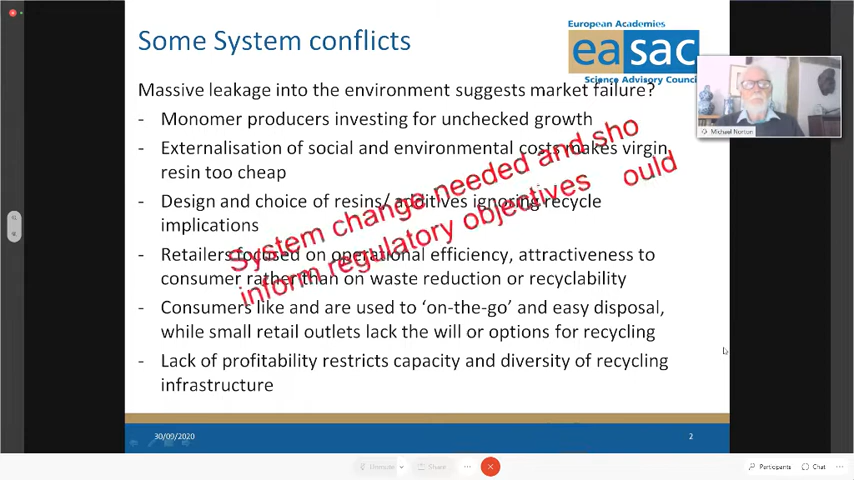 Some System conflicts
European Academies
easac
Science Advisory Counci
Massive leakage into the environment suggests market failure?
- Monomer producers investing for unchecked growth
- Externalisation of social and environmental costs makes virgin
resin too cheap
- Design and choice of resins/ additives ignoring recycle
implications
- Retailers focused on operational efficiency, attractiveness to
consumer rather than on waste reduction or recyclability
- Consumers like and are used to ‘on-the-go’ and easy disposal,
while small retail outlets lack the will or options for recycling
- Lack of profitability restricts capacity and diversity of recycling
infrastructure
System change needed and sho
ould
inform regulatory objectives
Michael Norton
30/09/2020
2
Unmute
Share
Participants
Chat